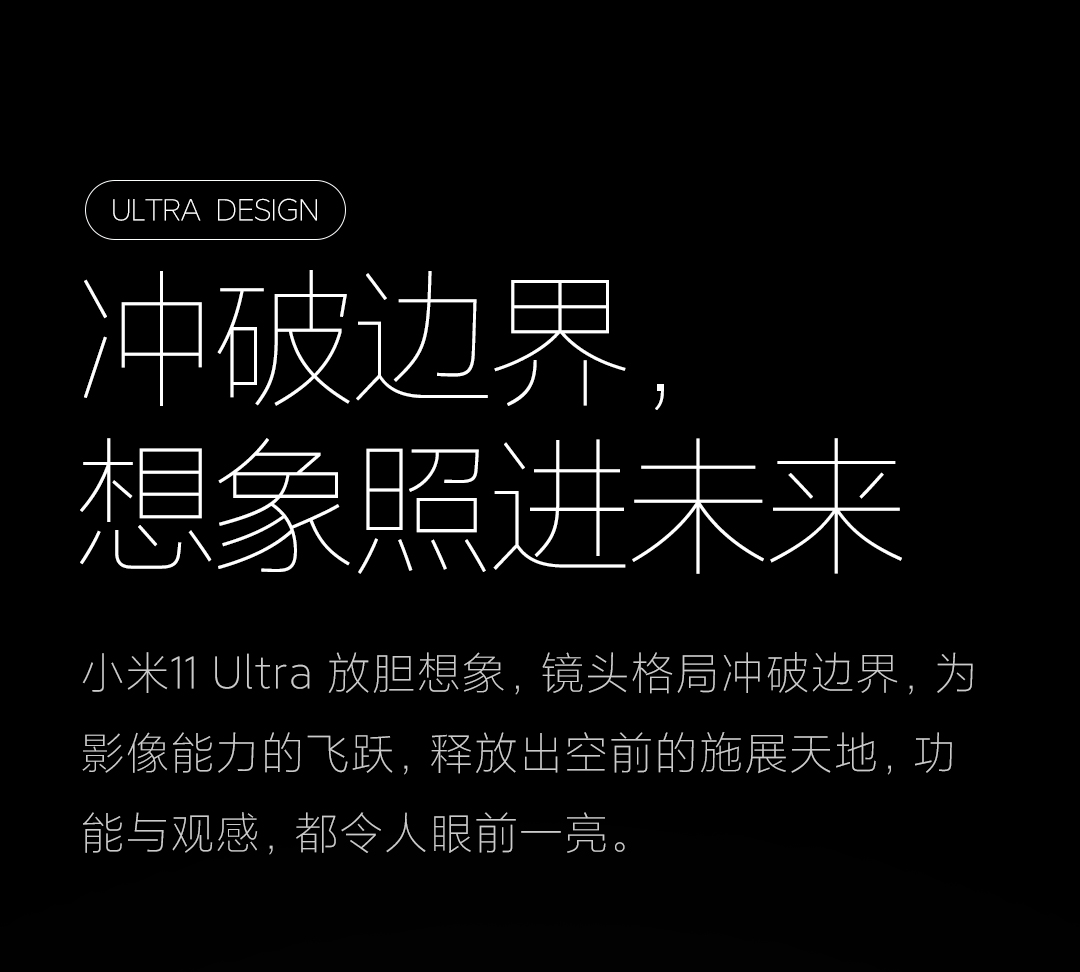 ULTRA DESIGN
冲破边界，
想象照进未来
小米11 Ultra 放胆想象，镜头格局冲破边界，为
影像能力的飞跃，释放出空前的施展天地，功
能与观感，都令人眼前一亮。